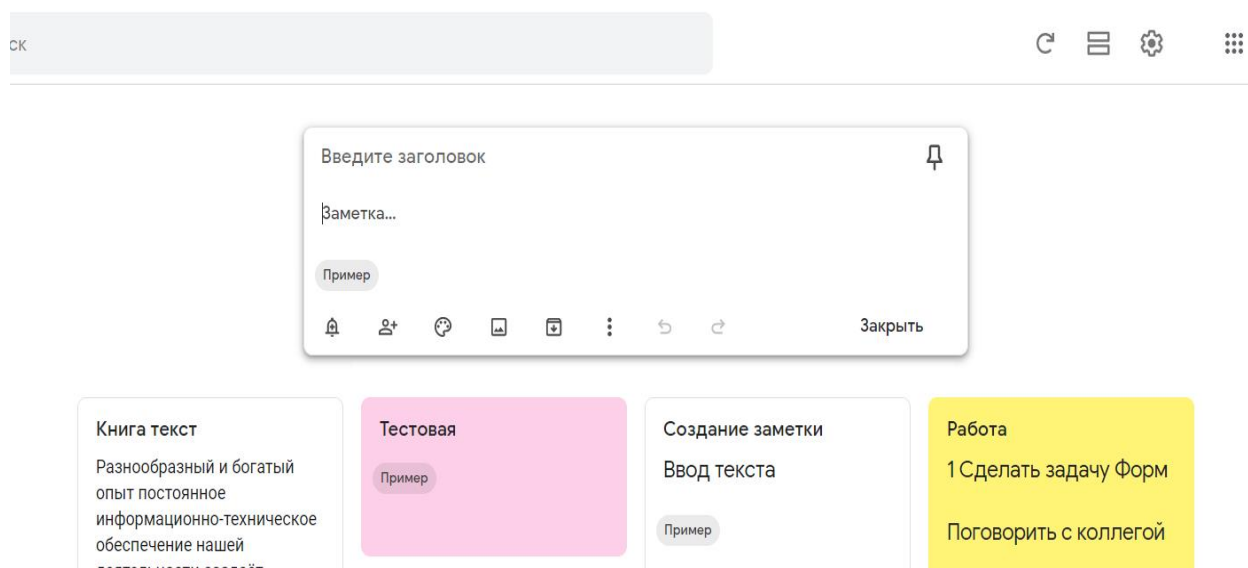 ск
Введите заголовок
Заметка...
Пример
Закрыть
Книга текст
Разнообразный и богатый
опыт постоянное
информационно-техническое
обеспечение нашей
Тестовая
Пример
Создание заметки
Ввод текста
Пример
Работа
1 Сделать задачу Форм
Поговорить с коллегой